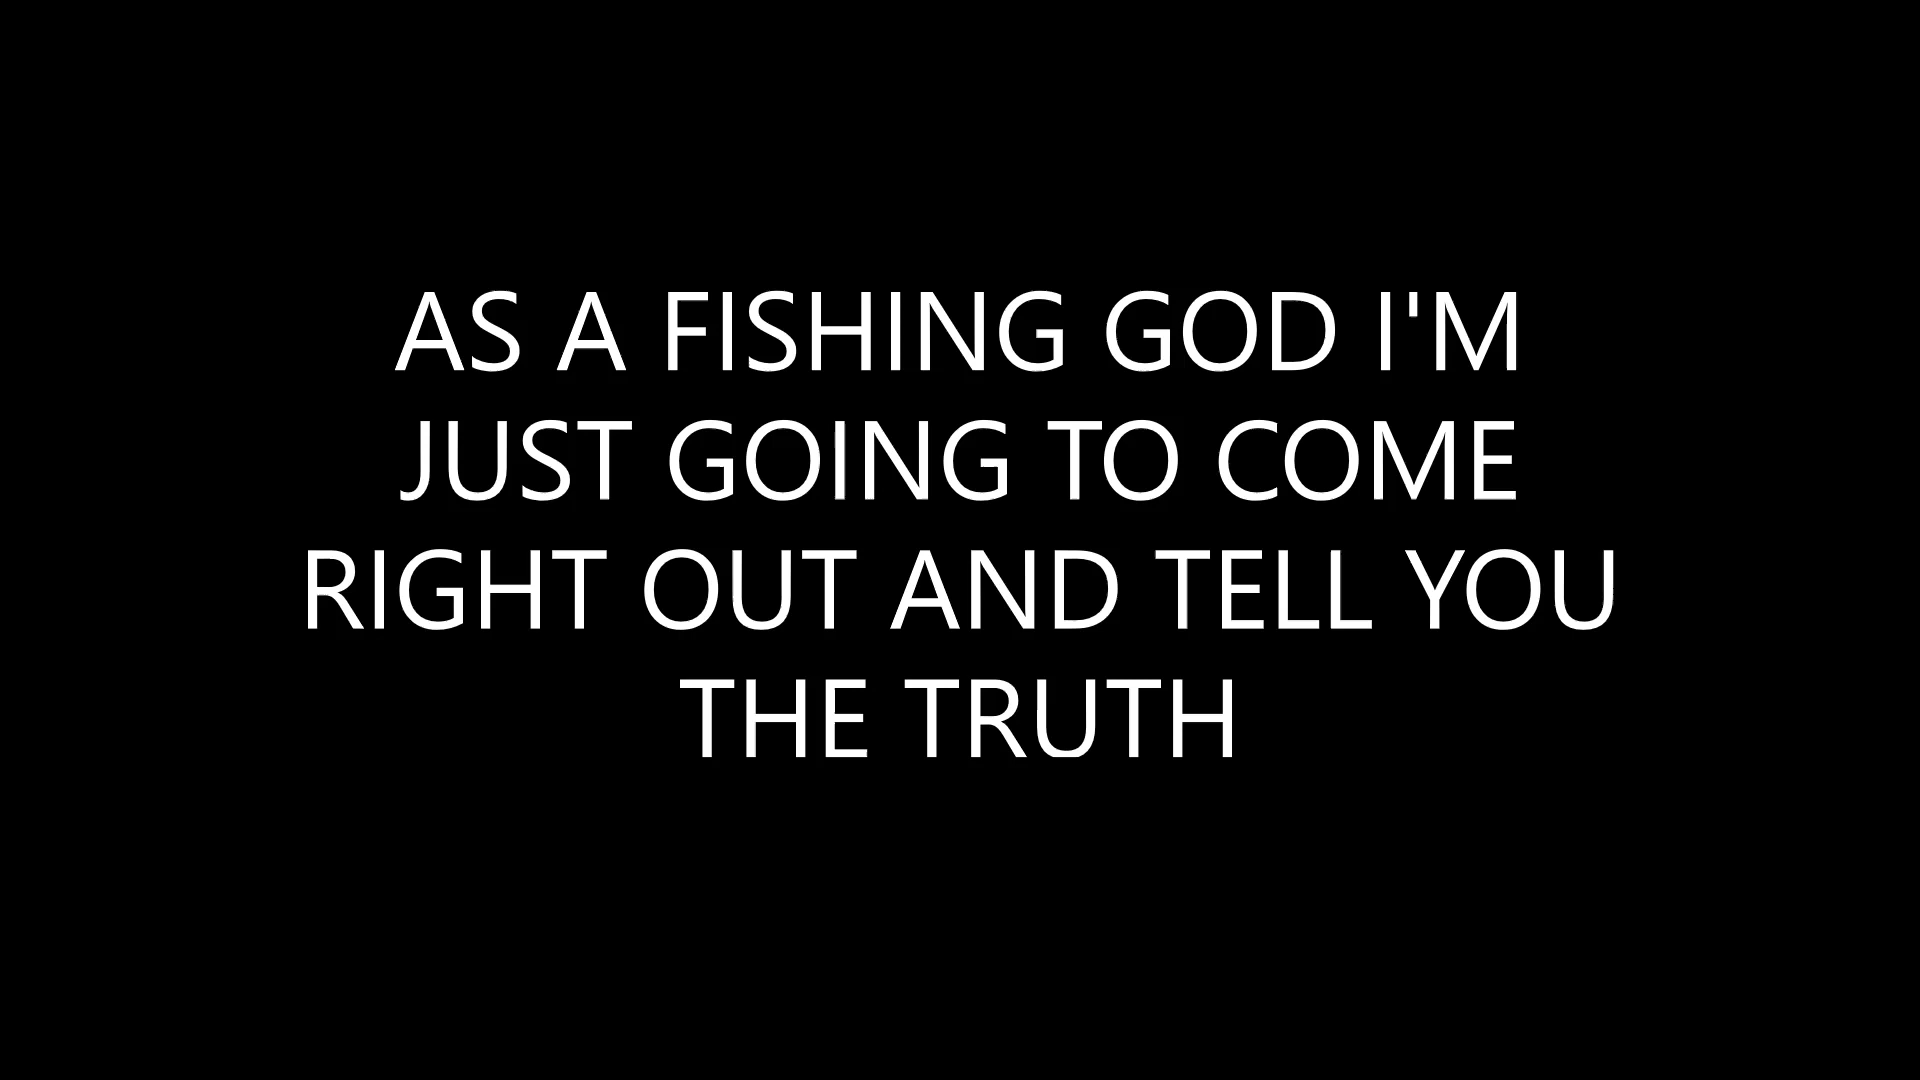 AS A FISHING GOD I'M
JUST GOING TO COME
RIGHT OUT AND TELL YOU
THE TRUTH